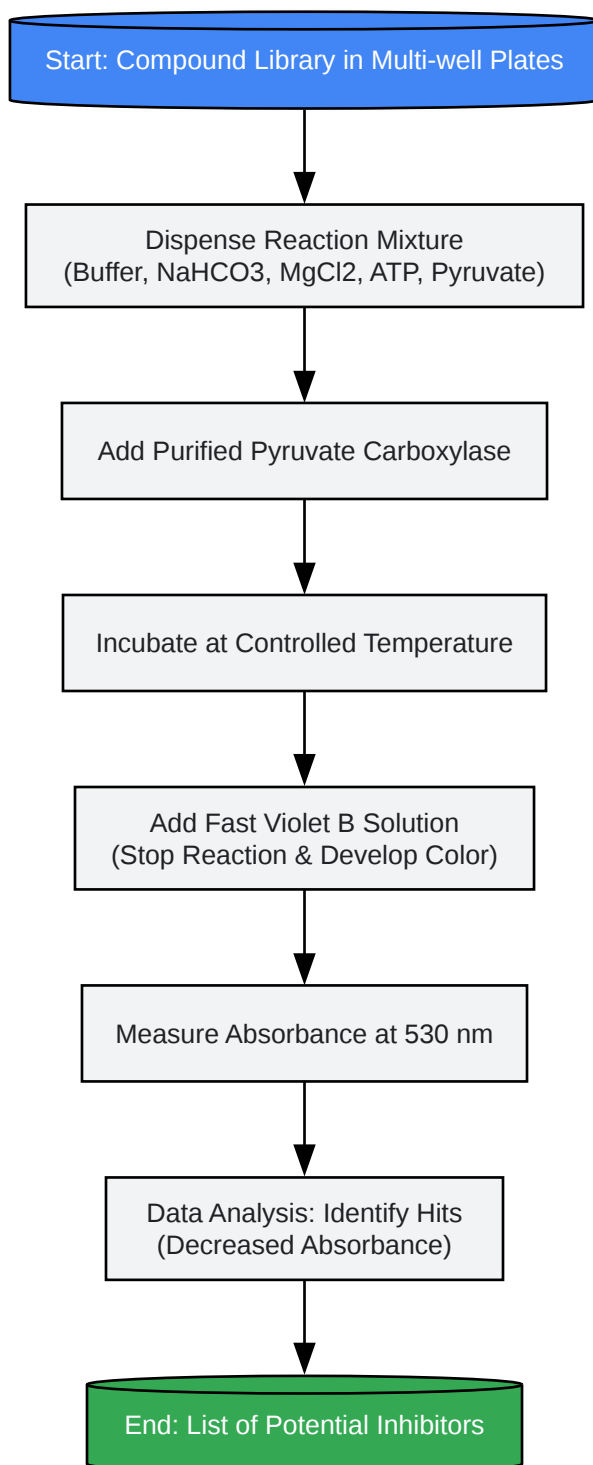 Start: Compound Library in Multi-well Plates
Dispense Reaction Mixture
(Buffer, NaHCO3, MgCl2, ATP, Pyruvate)
Add Purified Pyruvate Carboxylase
Incubate at Controlled Temperature
Add Fast Violet B Solution
(Stop Reaction & Develop Color)
Measure Absorbance at 530 nm
Data Analysis: Identify Hits
(Decreased Absorbance)
End: List of Potential Inhibitors